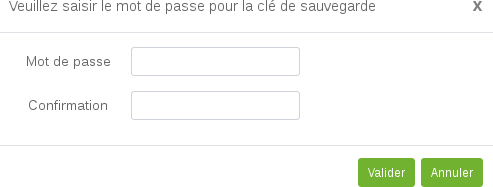 Veuillez saisir le mot de passe pour la clé de sauvegarde x
Mot de passe
Confirmation
Valider Annuler